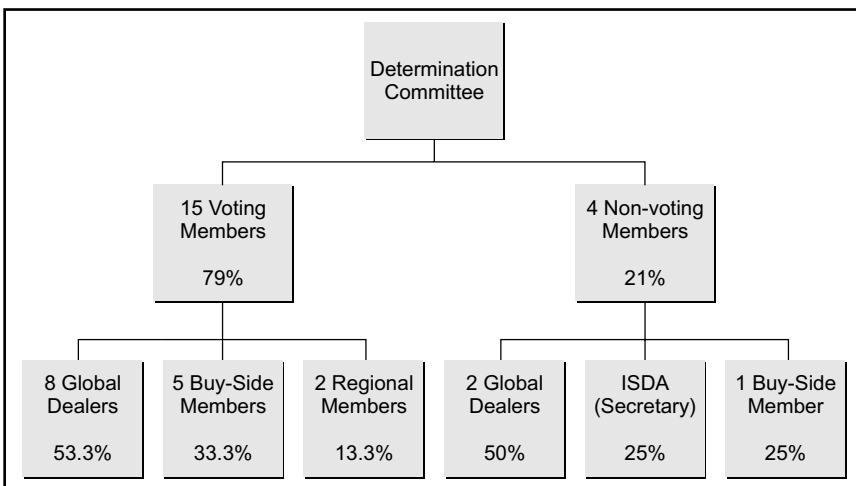 Determination
Committee
15 Voting
Members
79%
4 Non-voting
Members
21%
8 Global
Dealers
53.3%
5 Buy-Side
Members
33.3%
2 Regional
Members
13.3%
2 Global
Dealers
50%
ISDA
(Secretary)
25%
1 Buy-Side
Member
25%